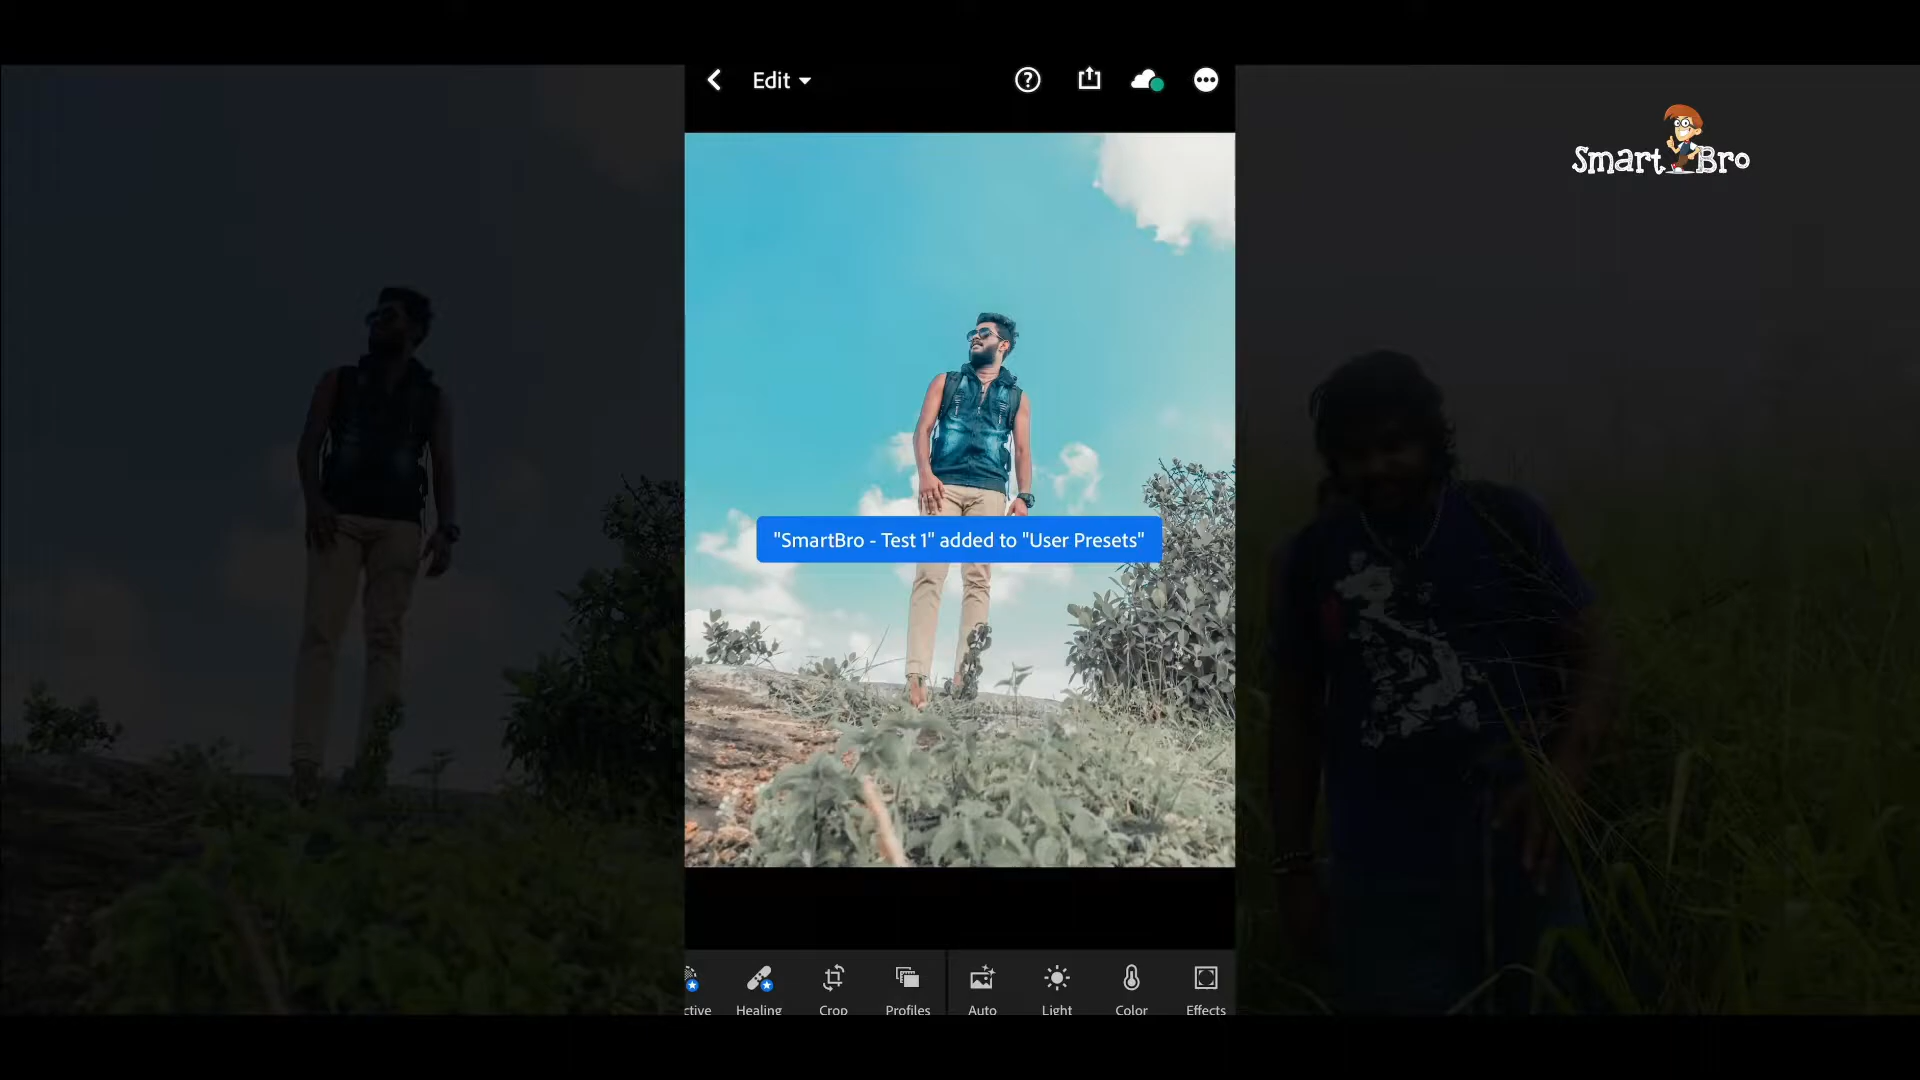 Edit
Smart Bro
"SmartBro - Test 1" added to "User Presets"
ctive Healing Crop Profiles Auto Light Color Effects